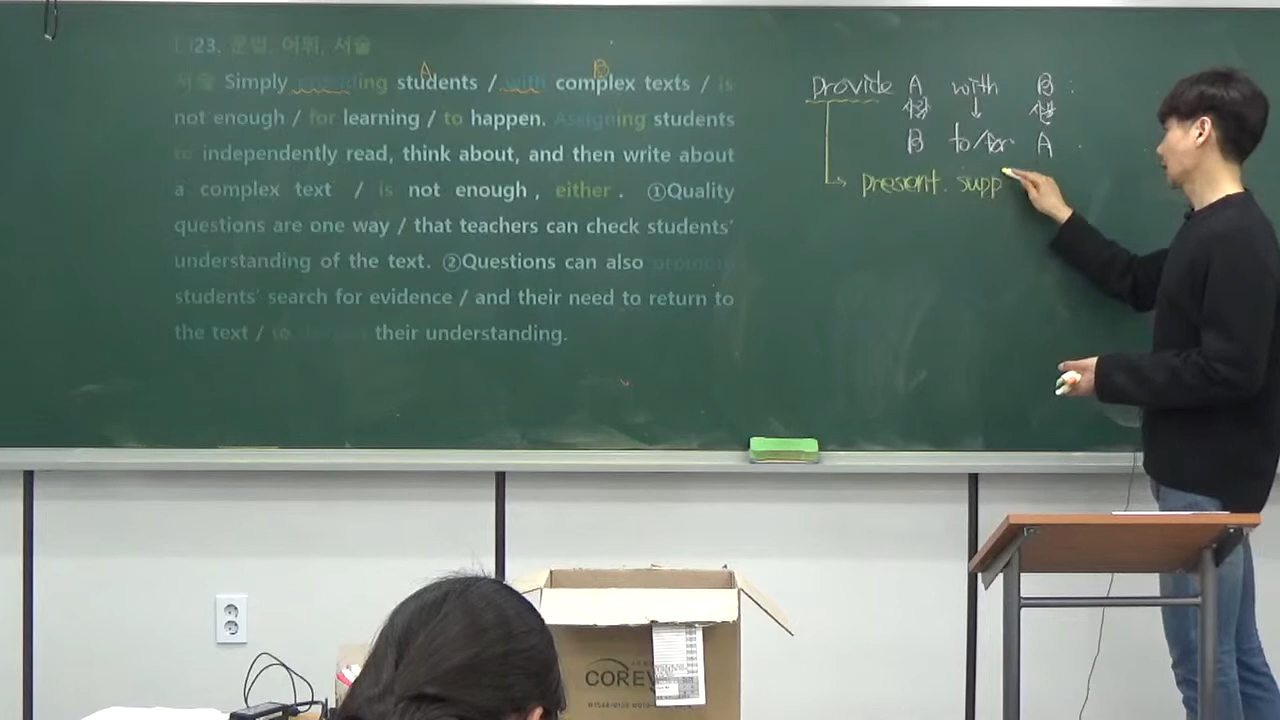 23. 문법, 어휘, 서술
서술 Simply providing students / with complex texts / is
not enough / for learning / to happen. Assigning students
to independently read, think about, and then write about
a complex text / is not enough, either. ①Quality
questions are one way / that teachers can check students'
understanding of the text. ②Questions can also promote
students' search for evidence / and their need to return to
the text / to their understanding.
A
B
provide A with B :
B to/for A
present. supp
COREV